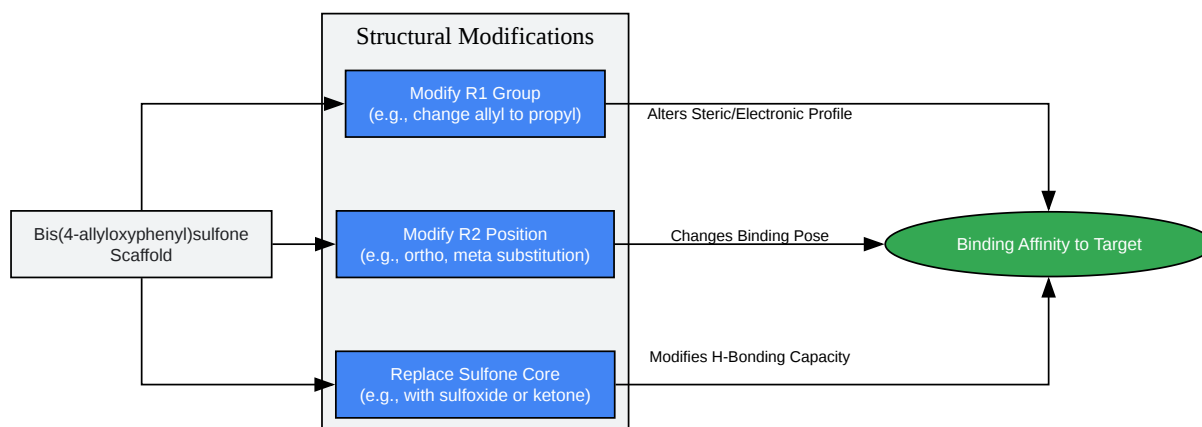 Structural Modifications
Modify R1 Group
(e.g., change allyl to propyl)
Alters Steric/Electronic Profile
Bis(4-allyloxyphenyl)sulfone
Scaffold
Modify R2 Position
(e.g., ortho, meta substitution)
Changes Binding Pose
Binding Affinity to Target
Replace Sulfone Core
(e.g., with sulfoxide or ketone)
Modifies H-Bonding Capacity